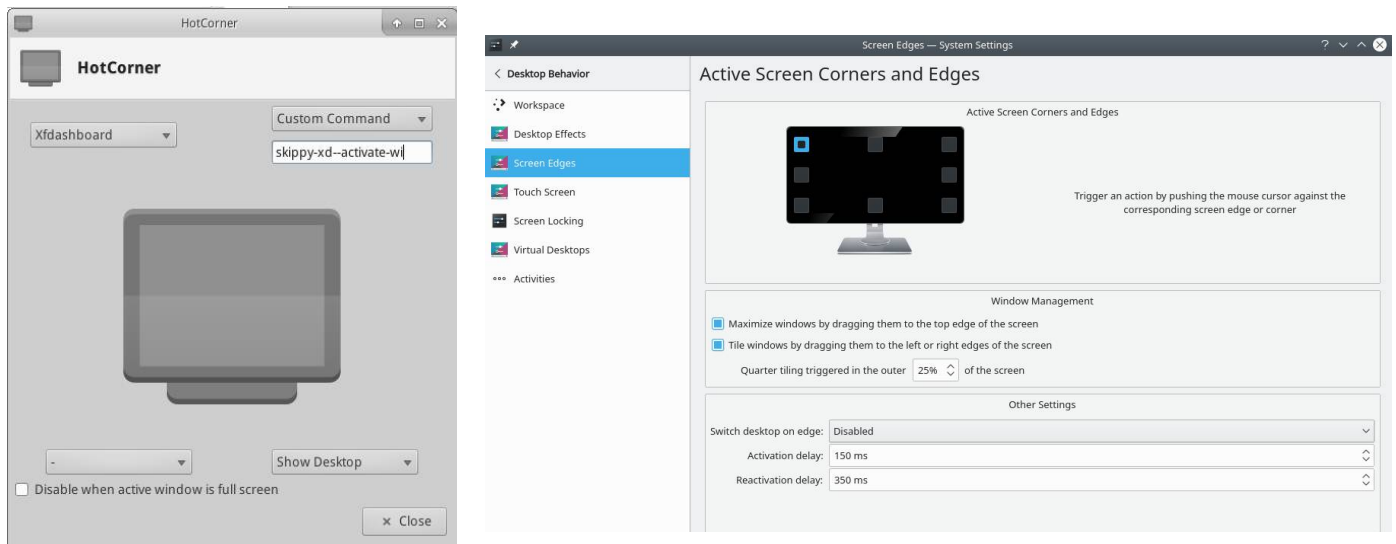 HotCorner
HotCorner
Xfdashboard
Custom Command
skippy-xd--activate-wi
-
Show Desktop
Disable when active window is full screen
× Close
Screen Edges — System Settings
?
< Desktop Behavior
Workspace
Desktop Effects
Screen Edges
Touch Screen
Screen Locking
Virtual Desktops
Activities
Active Screen Corners and Edges
Active Screen Corners and Edges
Trigger an action by pushing the mouse cursor against the
corresponding screen edge or corner
Window Management
Maximize windows by dragging them to the top edge of the screen
Tile windows by dragging them to the left or right edges of the screen
Quarter tiling triggered in the outer 25% of the screen
Other Settings
Switch desktop on edge: Disabled
Activation delay: 150 ms
Reactivation delay: 350 ms